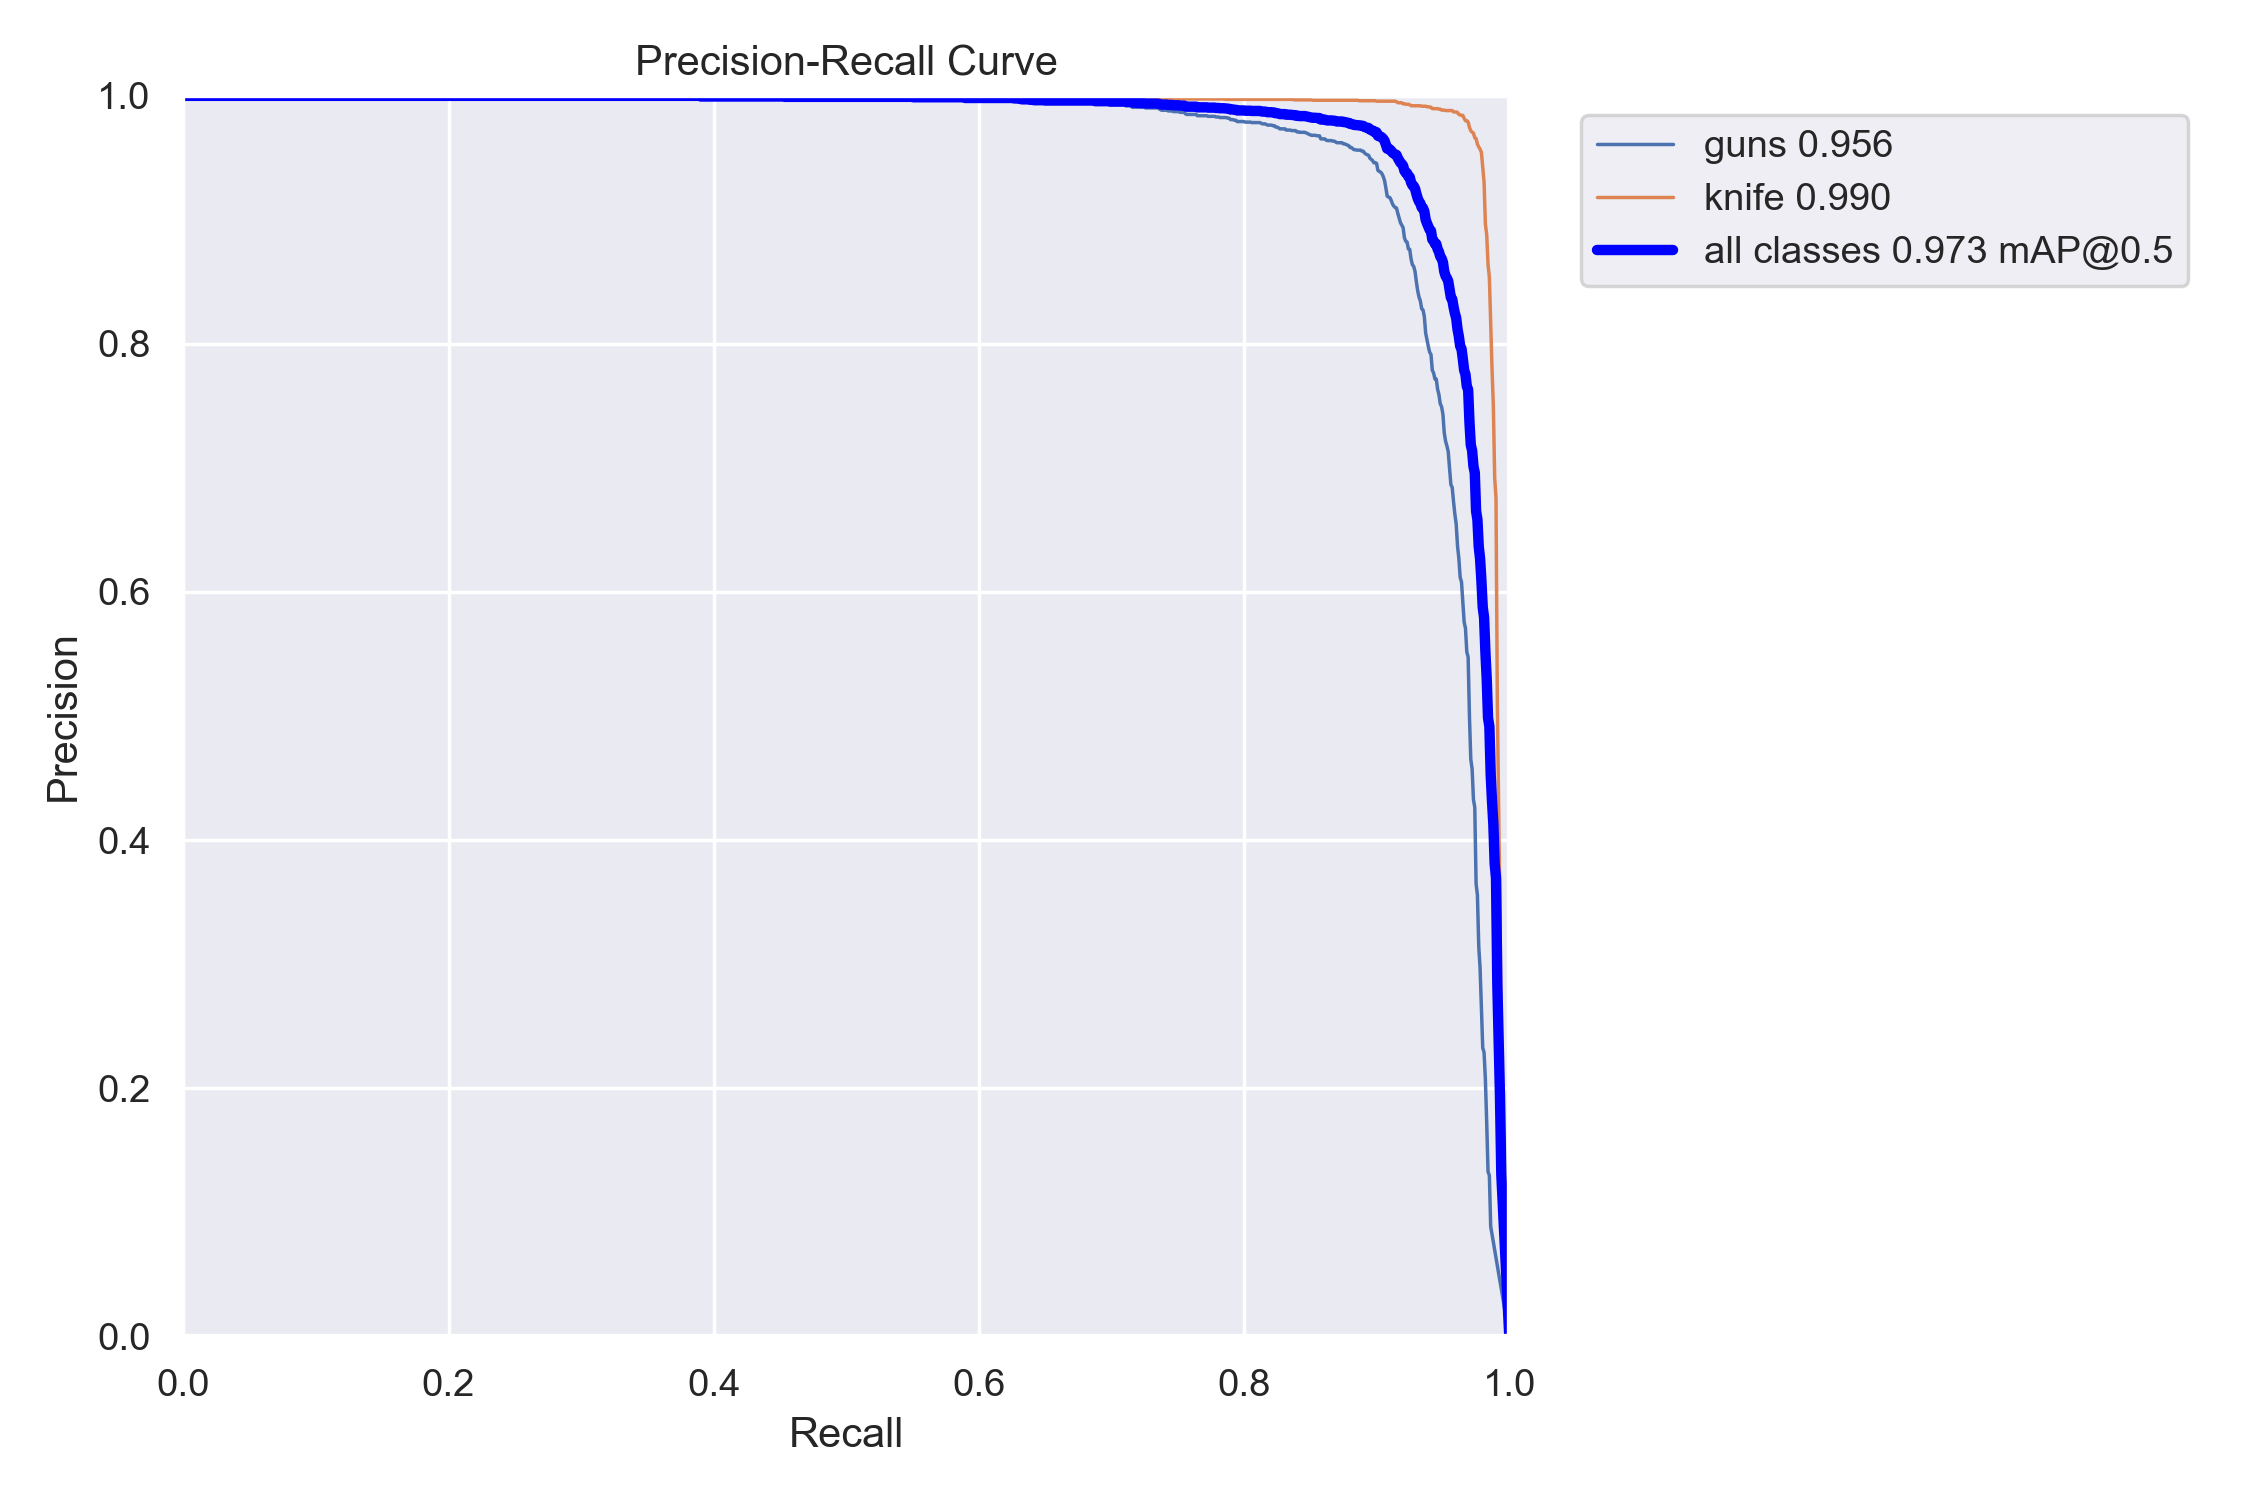 Precision-Recall Curve
1.0
0.8
0.6
0.4
0.2
0.0
Precision
0.0 0.2 0.4 0.6 0.8 1.0
Recall
guns 0.956
knife 0.990
all classes 0.973 mAP@0.5